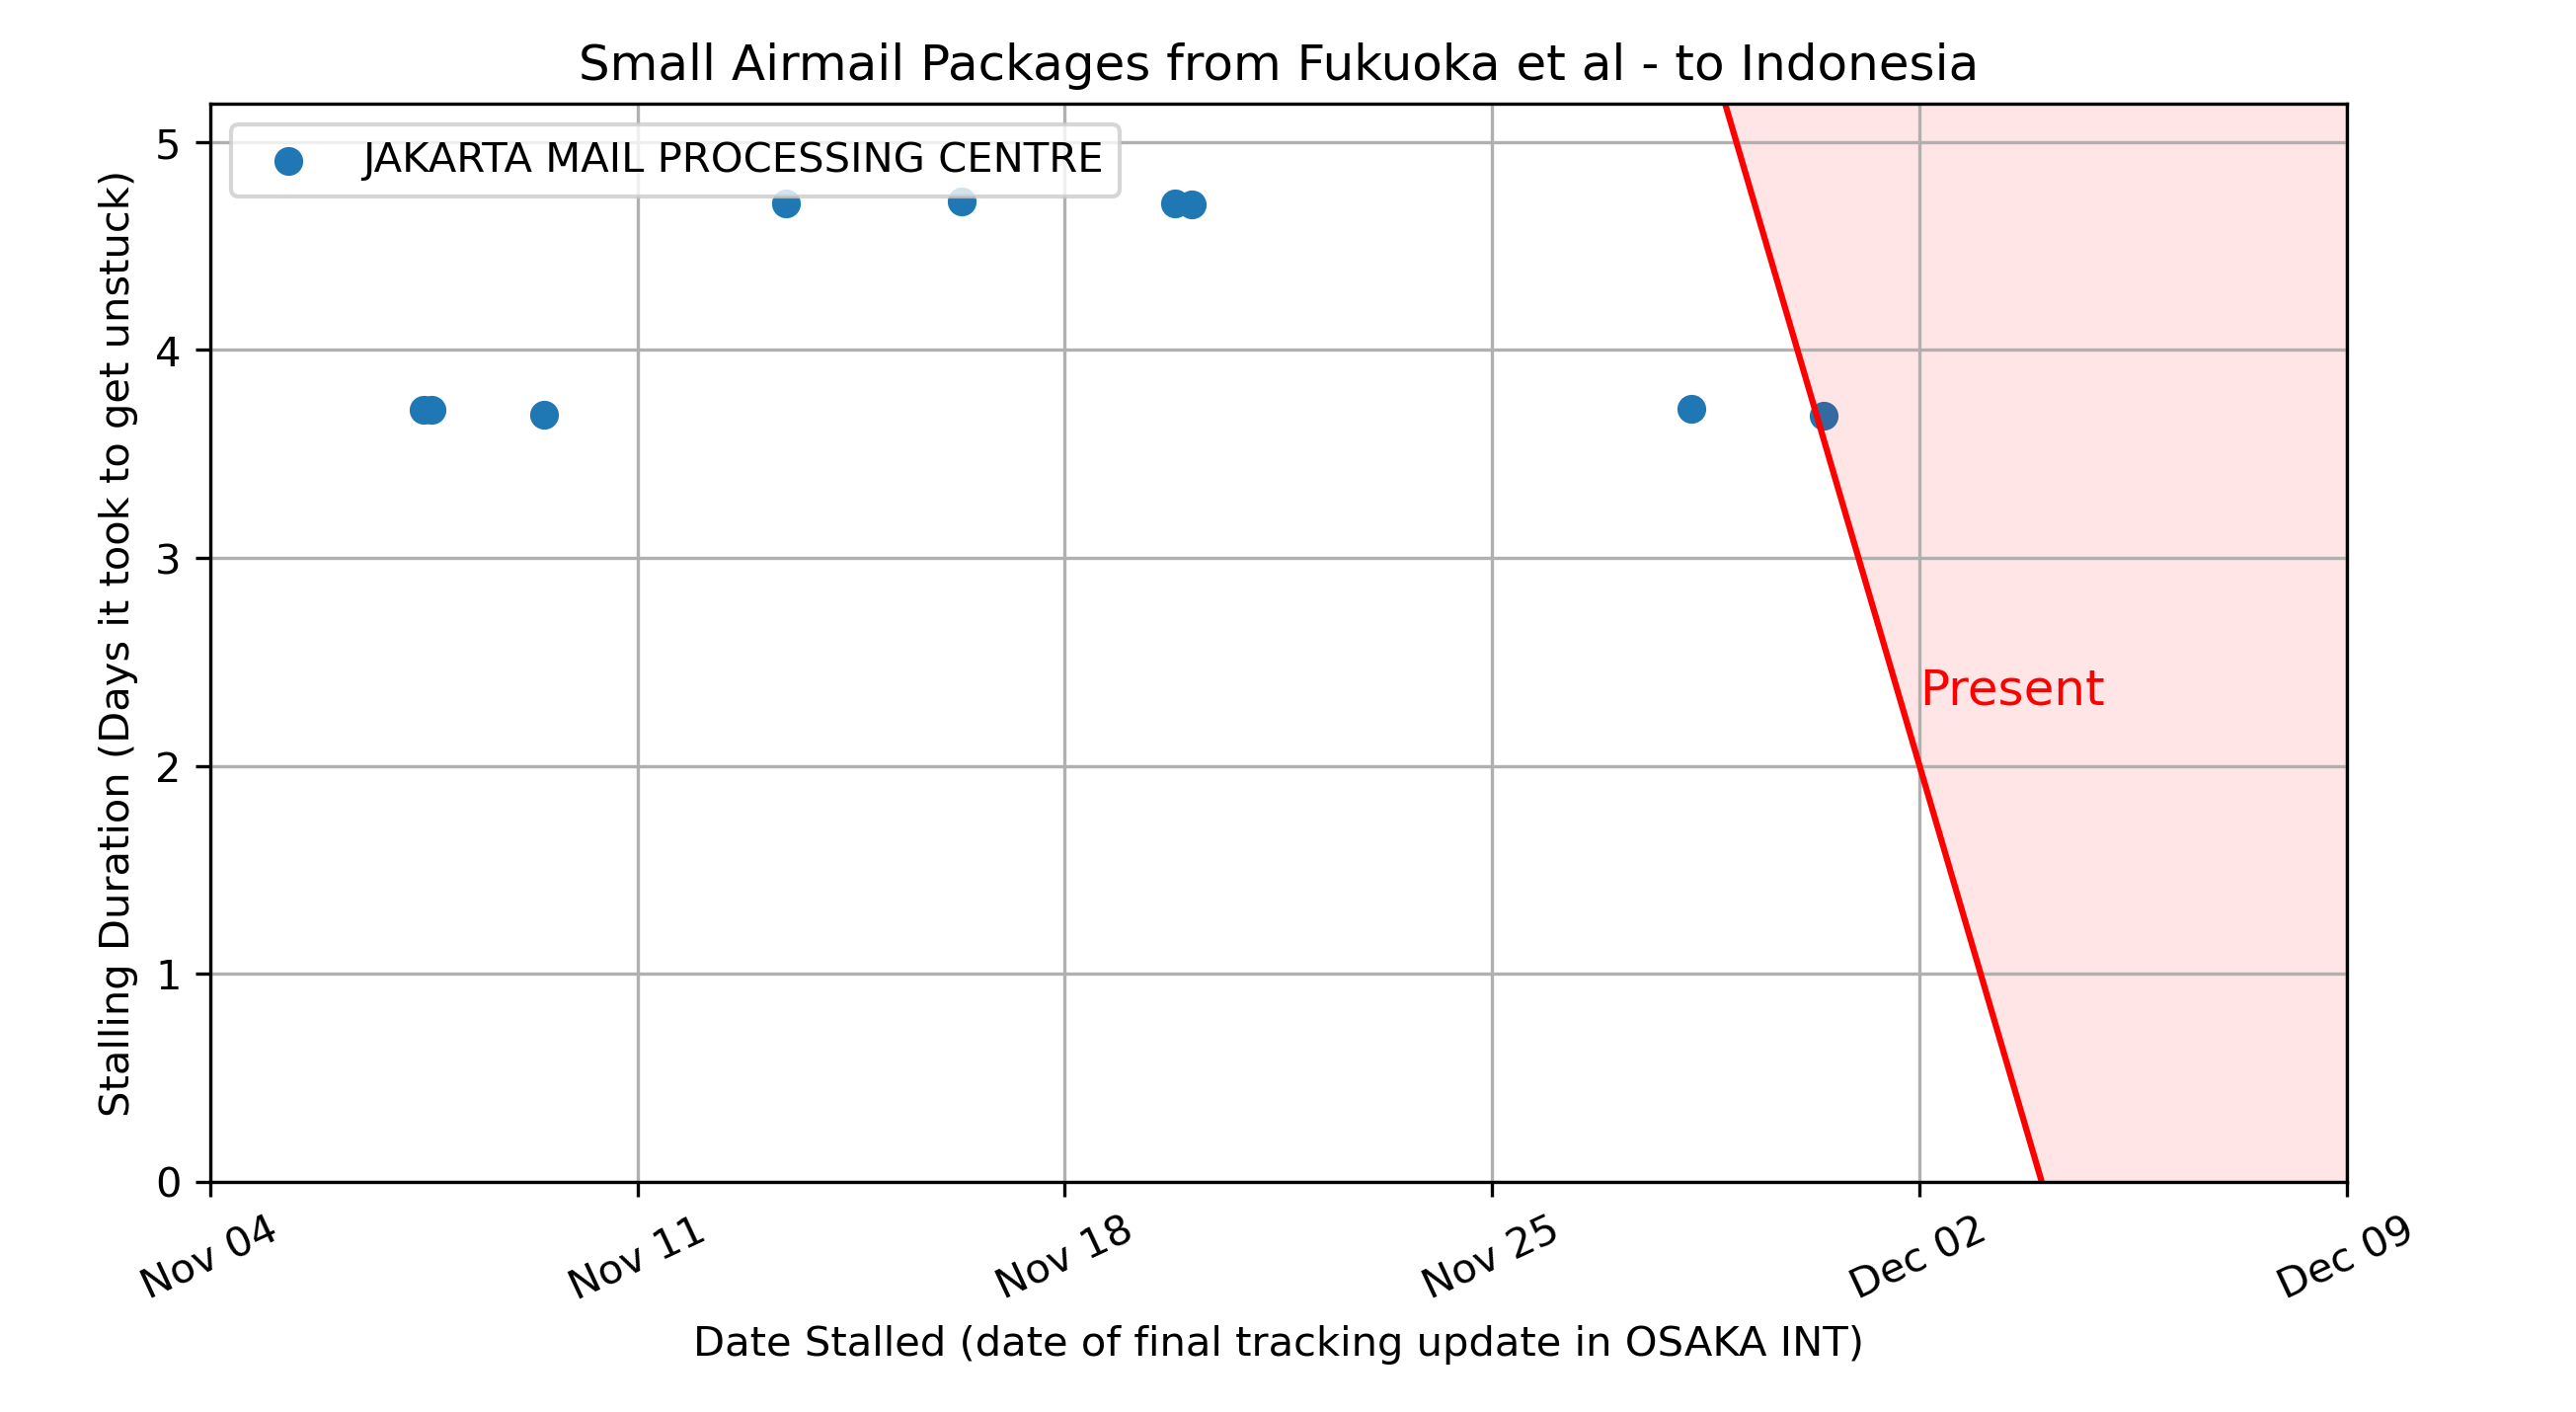 Small Airmail Packages from Fukuoka et al - to Indonesia
JAKARTA MAIL PROCESSING CENTRE
Stalling Duration (Days it took to get unstuck)
5
4
3
2
1
0
Present
Nov 04
Nov 11
Nov 18
Nov 25
Dec 02
Dec 09
Date Stalled (date of final tracking update in OSAKA INT)